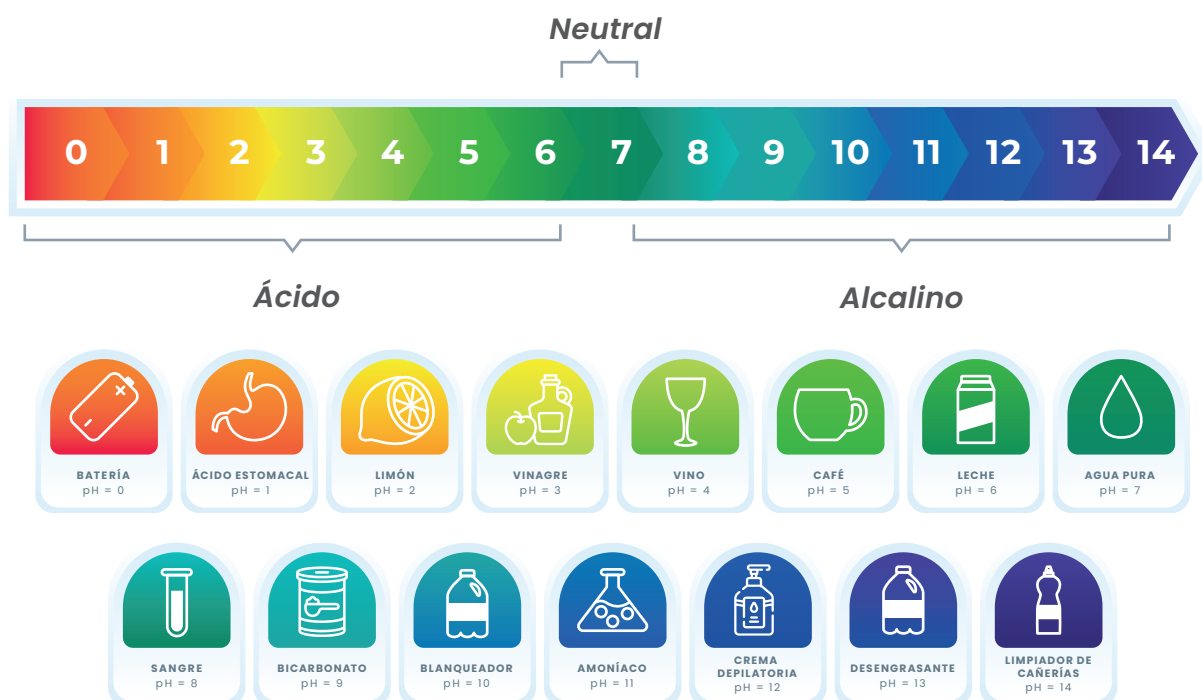 Neutral
0 1 2 3 4 5 6 7 8 9 10 11 12 13 14
Ácido
Alcalino
BATERÍA
pH = 0
ÁCIDO ESTOMACAL
pH = 1
LIMÓN
pH = 2
VINAGRE
pH = 3
VINO
pH = 4
CAFÉ
pH = 5
LECHE
pH = 6
AGUA PURA
pH = 7
SANGRE
pH = 8
BICARBONATO
pH = 9
BLANQUEADOR
pH = 10
AMONÍACO
pH = 11
CREMA
DEPILATORIA
pH = 12
DESENGRASANTE
pH = 13
LIMPIADOR DE
CAÑERÍAS
pH = 14